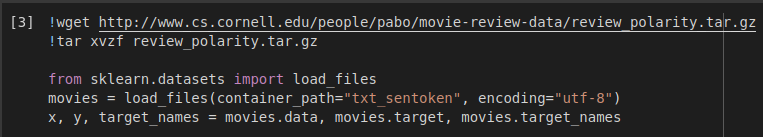 [3] !wget http://www.cs.cornell.edu/people/pabo/movie-review-data/review_polarity.tar.gz
!tar xvzf review_polarity.tar.gz
from sklearn.datasets import load_files
movies = load_files(container_path="txt_sentoken", encoding="utf-8")
x, y, target_names = movies.data, movies.target, movies.target_names